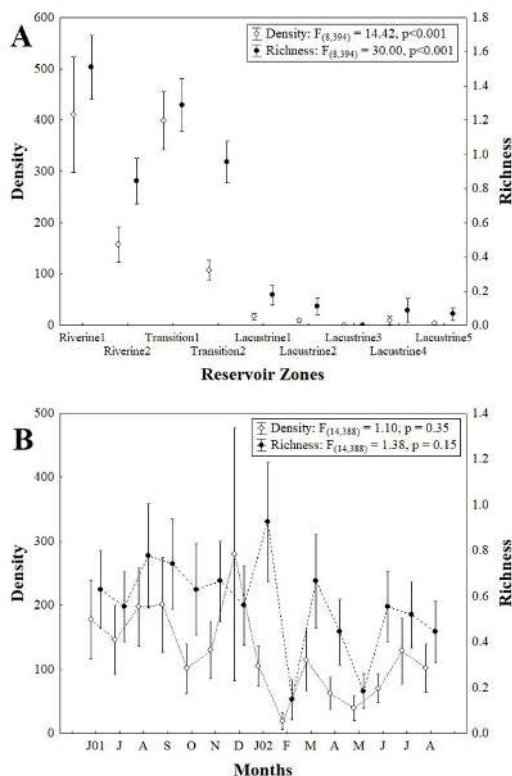 A
Density: F(8,394) = 14.42, p<0.001
Richness: F(8,394) = 30.00, p<0.001
600
500
400
300
200
100
0
Density
1.8
1.6
1.4
1.2
1.0
0.8
0.6
0.4
0.2
0.0
Richness
Riverine1 Transition1 Lacustrine1 Lacustrine3 Lacustrine5
Riverine2 Transition2 Lacustrine2 Lacustrine4
Reservoir Zones
B
Density: F(14,388) = 1.10, p = 0.35
Richness: F(14,388) = 1.38, p = 0.15
500
400
300
200
100
0
Density
1.4
1.2
1.0
0.8
0.6
0.4
0.2
0.0
Richness
J01 J A S O N D J02 F M A M J J A
Months